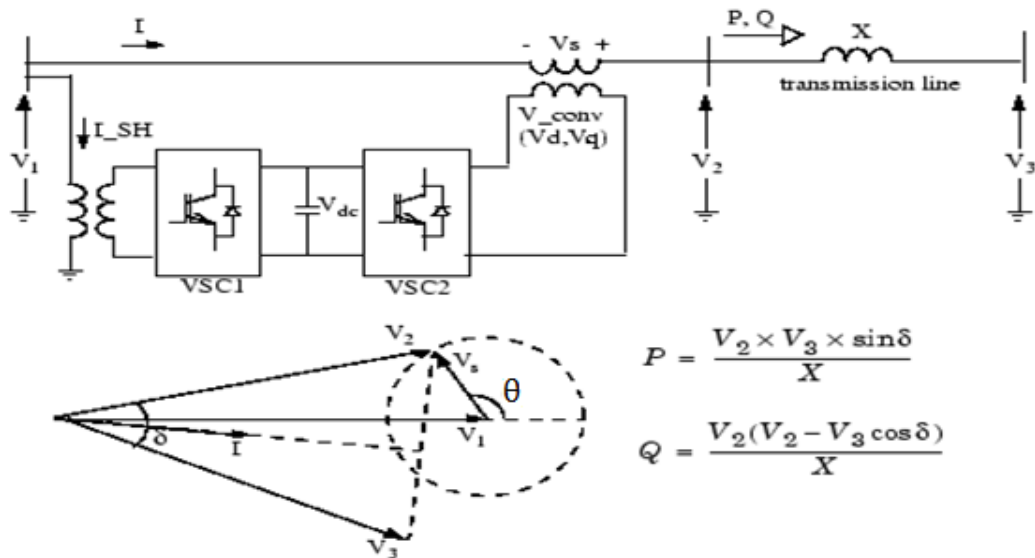 I
- Vs +
P, Q
X
transmission line
I_SH
V_conv
(Vd,Vq)
V1
Vdc
V2
V3
VSC1
VSC2
V2
Vs
θ
V1
δ
I
V3
P = V2 × V3 × sinδ / X
Q = V2(V2 − V3 cosδ) / X